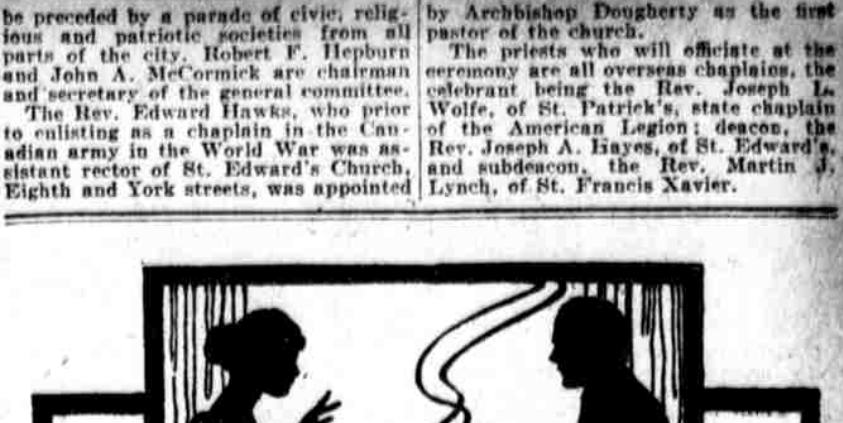 be preceded by a parade of civic, relig-
ious and patriotic societies from all
parts of the city. Robert F. Hepburn
and John A. McCormick are chairman
and secretary of the general committee.
The Rev. Edward Hawks, who prior
to enlisting as a chaplain in the Can-
adian army in the World War was as-
sistant rector of St. Edward's Church,
Eighth and York streets, was appointed
by Archbishop Dougherty as the first
pastor of the church.
The priests who will officiate at the
ceremony are all overseas chaplains, the
celebrant being the Rev. Joseph L.
Wolfe, of St. Patrick's, state chaplain
of the American Legion; deacon, the
Rev. Joseph A. Hayes, of St. Edward's,
and subdeacon, the Rev. Martin J.
Lynch, of St. Francis Xavier.